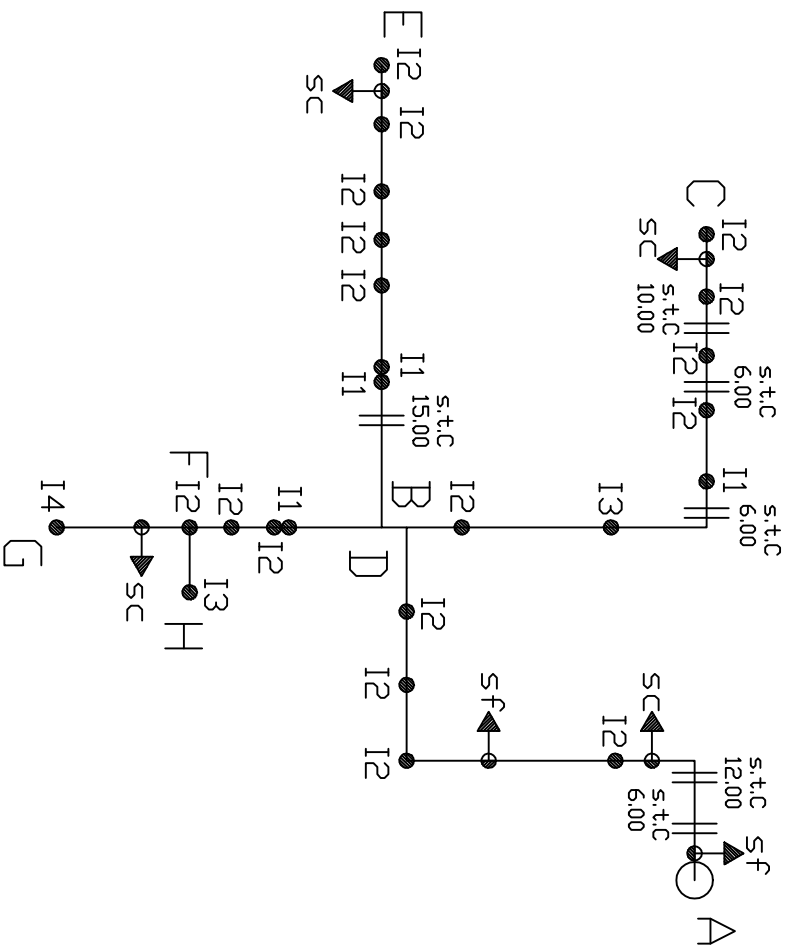 E
I2
sc
I2
I2
I2
I2
I1
I1
s.t.C
15.00
C
I2
sc
I2
s.t.C
10.00
I2
s.t.C
6.00
I2
I1
s.t.C
6.00
B
I2
I3
D
I1
I2
I2
F
I2
I4
G
sc
I3
H
I2
I2
I2
sf
I2
sc
s.t.C
12.00
s.t.C
6.00
sf
A